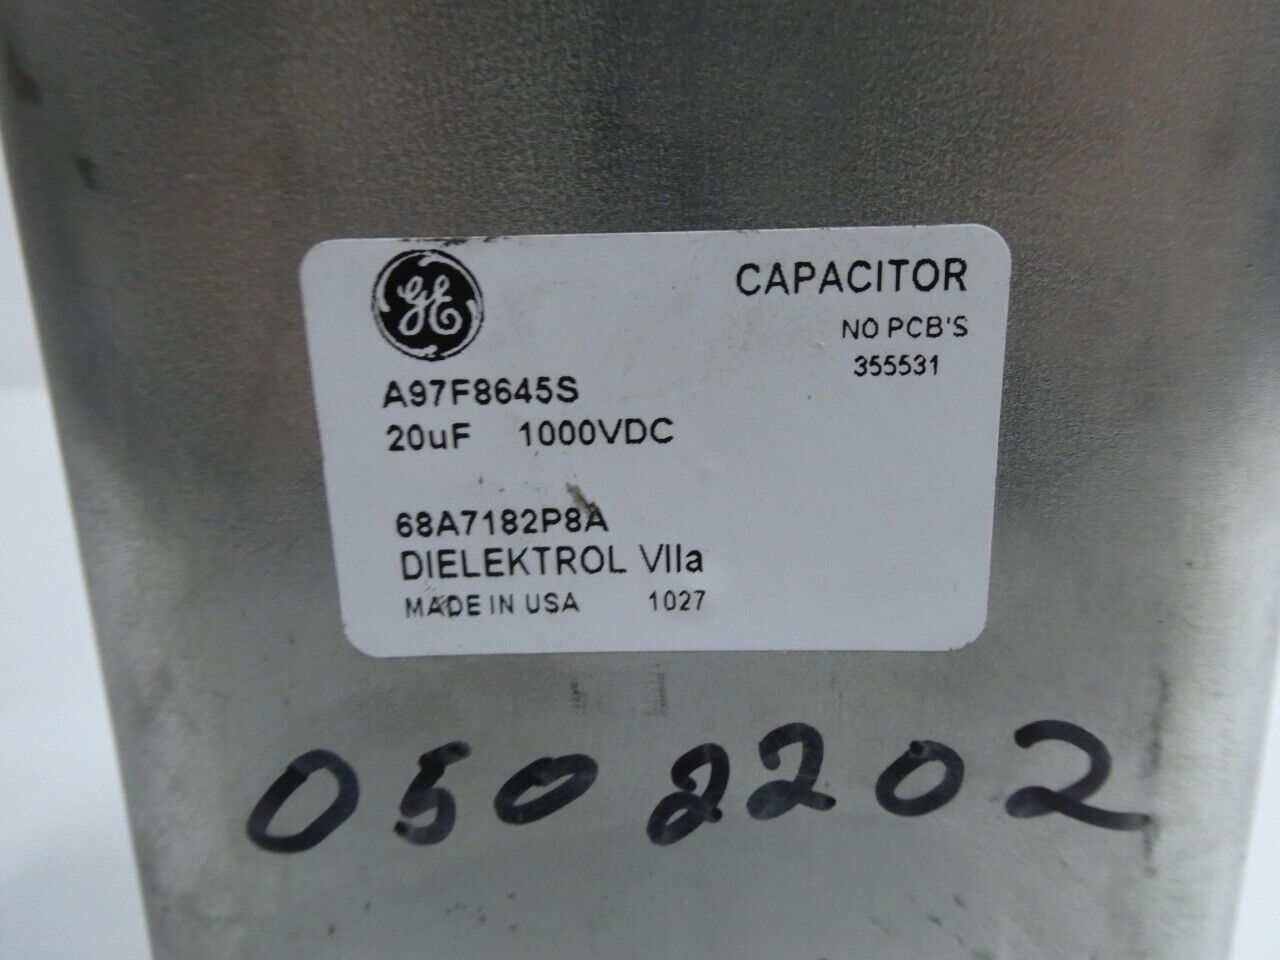 GE
CAPACITOR
NO PCB'S
355531
A97F8645S
20uF 1000VDC
68A7182P8A
DIELEKTROL VIIa
MADE IN USA 1027
0502202